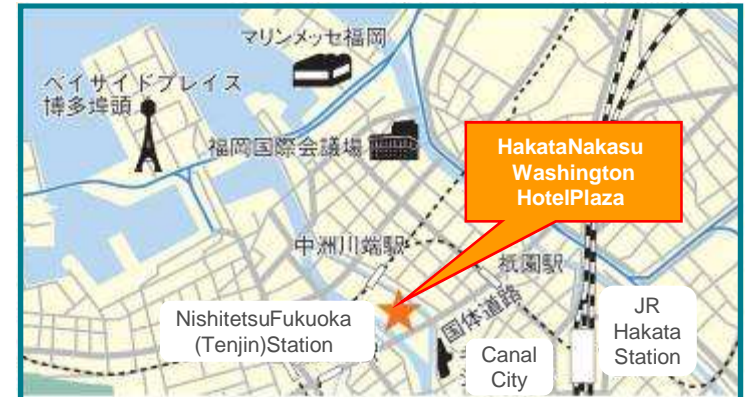 マリンメッセ福岡
ベイサイドプレイス
博多埠頭
福岡国際会議場
HakataNakasu
Washington
HotelPlaza
中洲川端駅
祇園駅
国体道路
NishitetsuFukuoka
(Tenjin)Station
Canal
City
JR
Hakata
Station